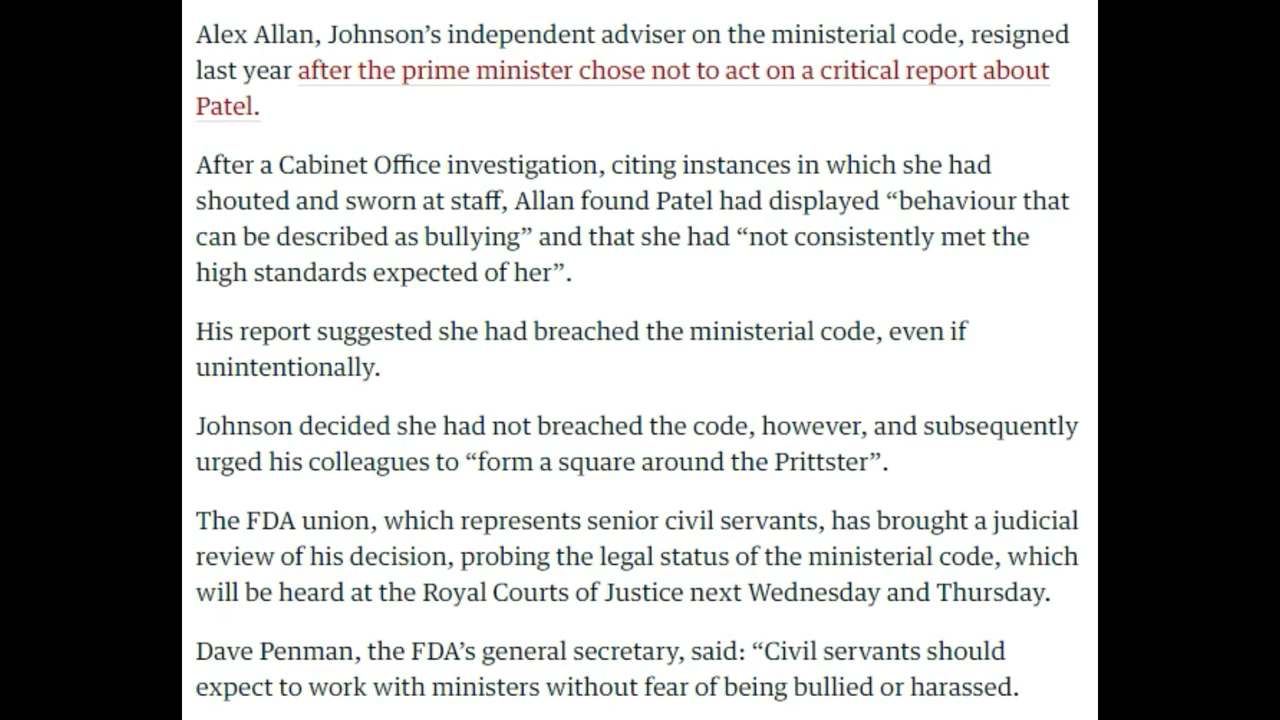 Alex Allan, Johnson’s independent adviser on the ministerial code, resigned
last year after the prime minister chose not to act on a critical report about
Patel.
After a Cabinet Office investigation, citing instances in which she had
shouted and sworn at staff, Allan found Patel had displayed “behaviour that
can be described as bullying” and that she had “not consistently met the
high standards expected of her”.
His report suggested she had breached the ministerial code, even if
unintentionally.
Johnson decided she had not breached the code, however, and subsequently
urged his colleagues to “form a square around the Prittster”.
The FDA union, which represents senior civil servants, has brought a judicial
review of his decision, probing the legal status of the ministerial code, which
will be heard at the Royal Courts of Justice next Wednesday and Thursday.
Dave Penman, the FDA’s general secretary, said: “Civil servants should
expect to work with ministers without fear of being bullied or harassed.